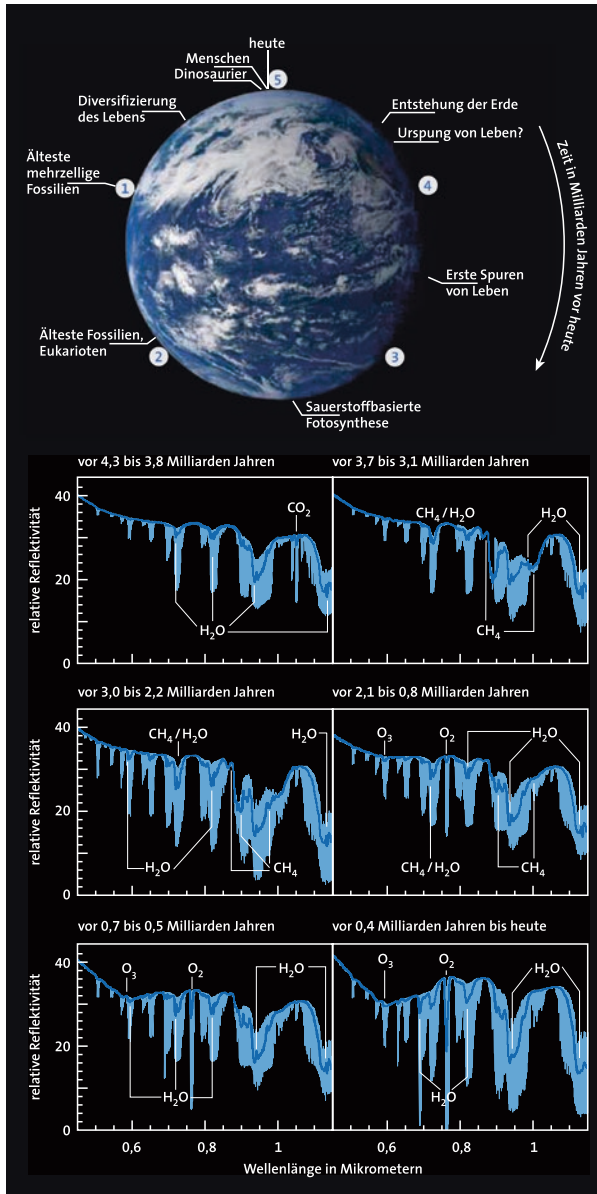 heute
Menschen
Dinosaurier
5
Diversifizierung
des Lebens
Entstehung der Erde
Urspung von Leben?
Älteste
mehrzellige
Fossilien
1
4
Zeit in Milliarden Jahren vor heute
Erste Spuren
von Leben
Älteste Fossilien,
Eukarioten
2
3
Sauerstoffbasierte
Fotosynthese
vor 4,3 bis 3,8 Milliarden Jahren
relative Reflektivität
40
20
0
CO₂
H₂O
vor 3,7 bis 3,1 Milliarden Jahren
CH₄/H₂O
H₂O
CH₄
vor 3,0 bis 2,2 Milliarden Jahren
relative Reflektivität
40
20
0
CH₄/H₂O
H₂O
H₂O
CH₄
vor 2,1 bis 0,8 Milliarden Jahren
O₃
O₂
H₂O
CH₄/H₂O
CH₄
vor 0,7 bis 0,5 Milliarden Jahren
relative Reflektivität
40
20
0
O₃
O₂
H₂O
H₂O
0,6
0,8
1
vor 0,4 Milliarden Jahren bis heute
O₃
O₂
H₂O
H₂O
0,6
0,8
1
Wellenlänge in Mikrometern